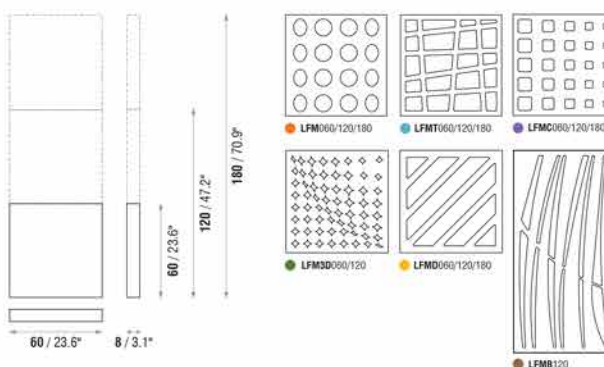 180 / 70.9"
120 / 47.2"
60 / 23.6"
60 / 23.6"
8 / 3.1"
LFM060/120/180
LFMT060/120/180
LFMC060/120/180
LFM3D060/120
LFMD060/120/180
LFMB120